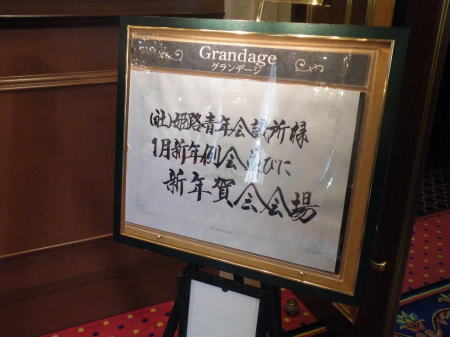 Grandage
グランデージ
(社)姫路青年会議所様
1月新年例会並びに
新年賀会会場